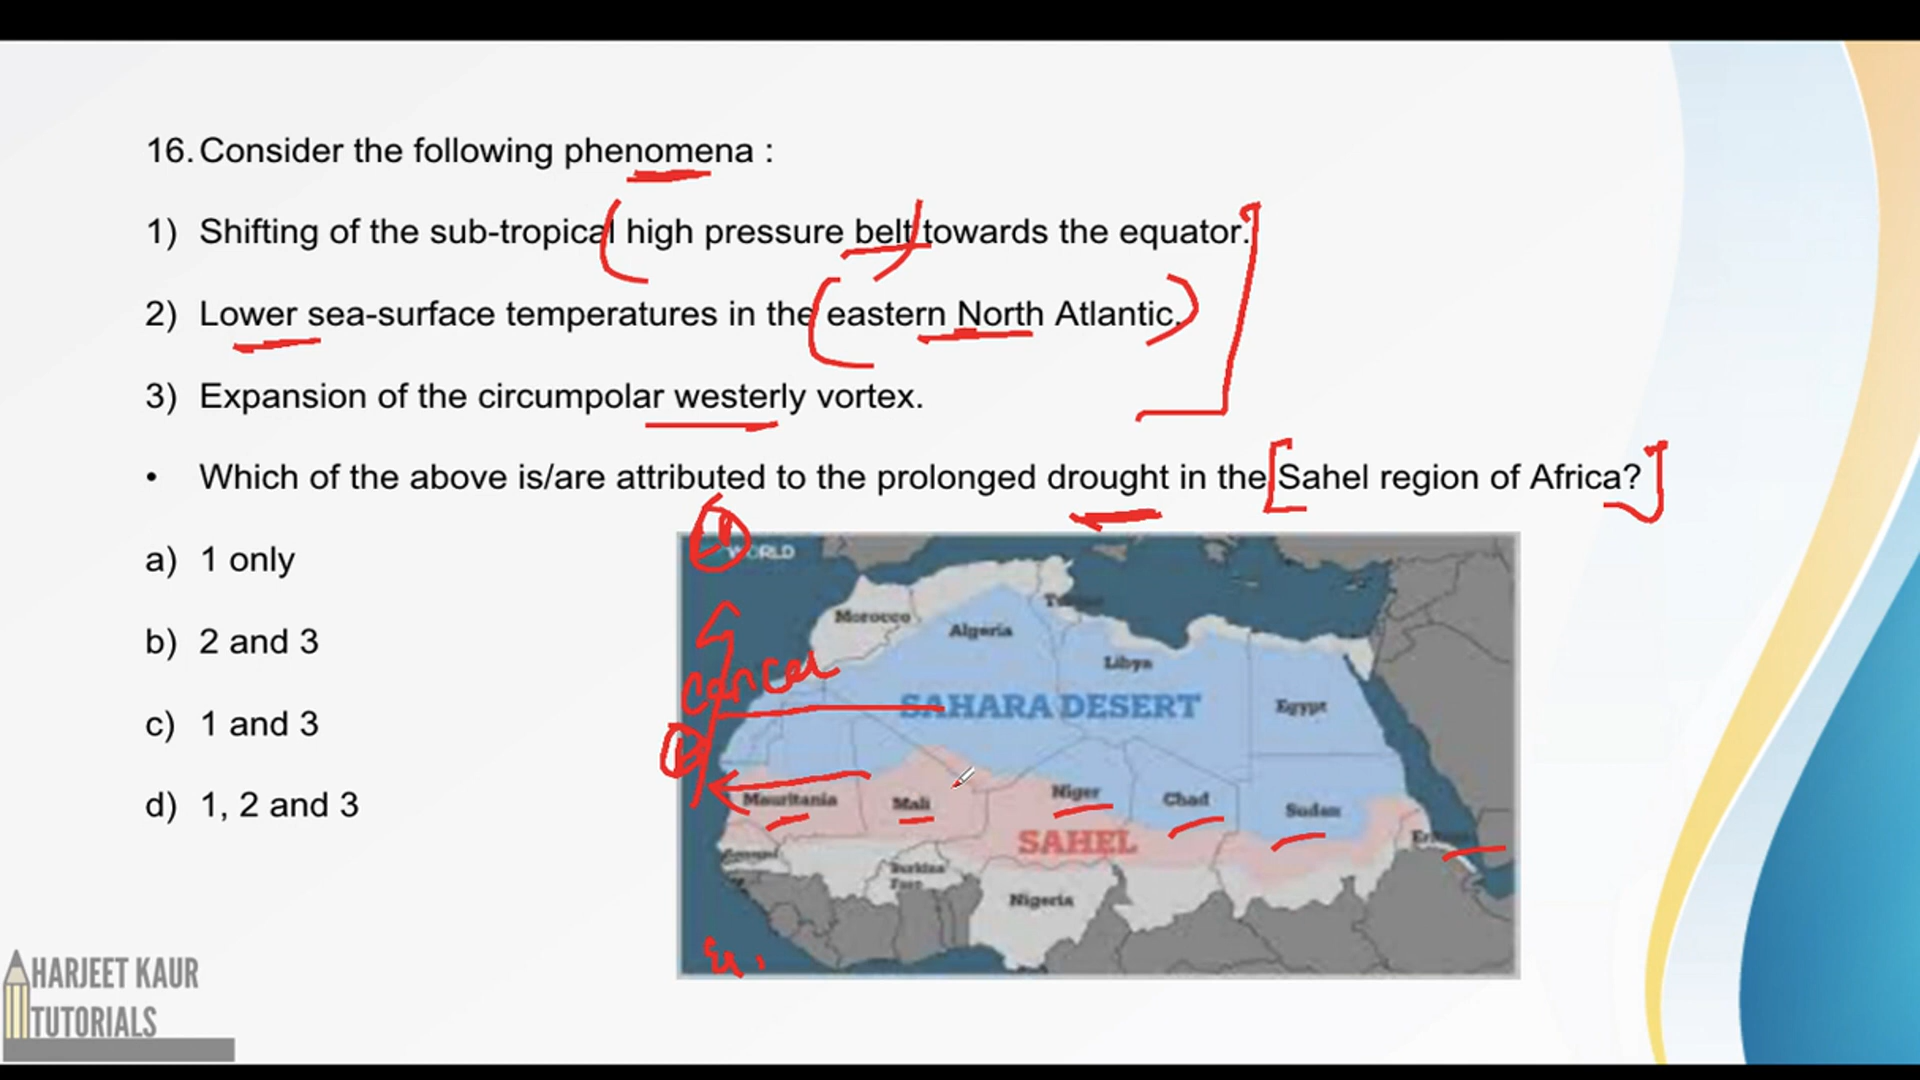 16. Consider the following phenomena :
1) Shifting of the sub-tropical high pressure belt towards the equator.
2) Lower sea-surface temperatures in the eastern North Atlantic.
3) Expansion of the circumpolar westerly vortex.
• Which of the above is/are attributed to the prolonged drought in the Sahel region of Africa?
a) 1 only
b) 2 and 3
c) 1 and 3
d) 1, 2 and 3
WORLD
Morocco
Algeria
Libya
Egypt
cancer
SAHARA DESERT
Mauritania
Mali
Niger
Chad
Sudan
SAHEL
Burkina
Faso
Nigeria
HARJEET KAUR
TUTORIALS